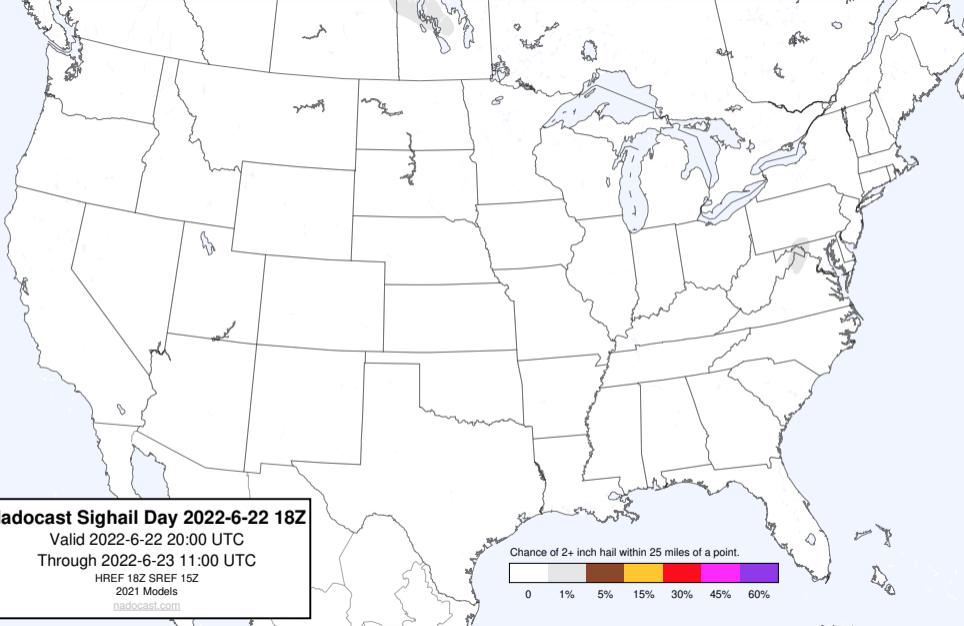 adocast Sighail Day 2022-6-22 18Z
Valid 2022-6-22 20:00 UTC
Through 2022-6-23 11:00 UTC
HREF 18Z SREF 15Z
2021 Models
nadocast.com
Chance of 2+ inch hail within 25 miles of a point.
0 1% 5% 15% 30% 45% 60%